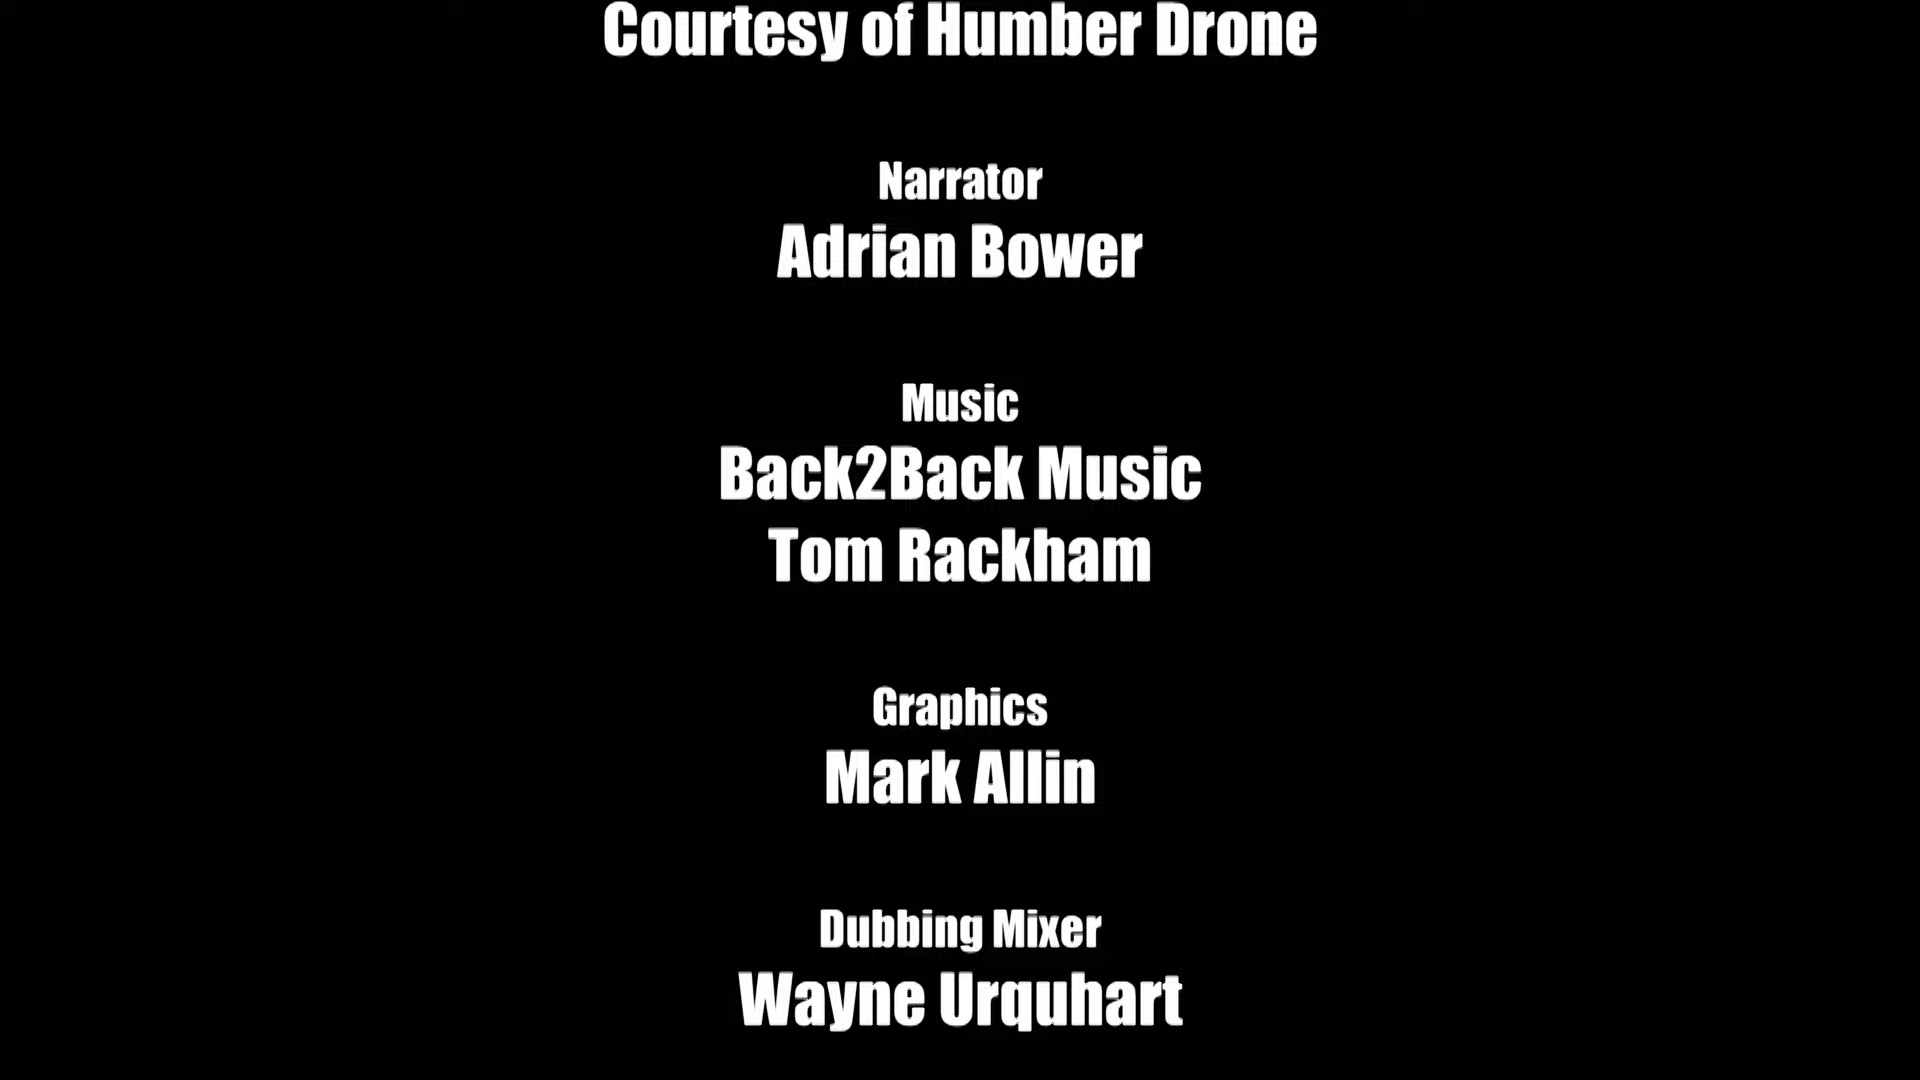 Courtesy of Humber Drone
Narrator
Adrian Bower
Music
Back2Back Music
Tom Rackham
Graphics
Mark Allin
Dubbing Mixer
Wayne Urquhart